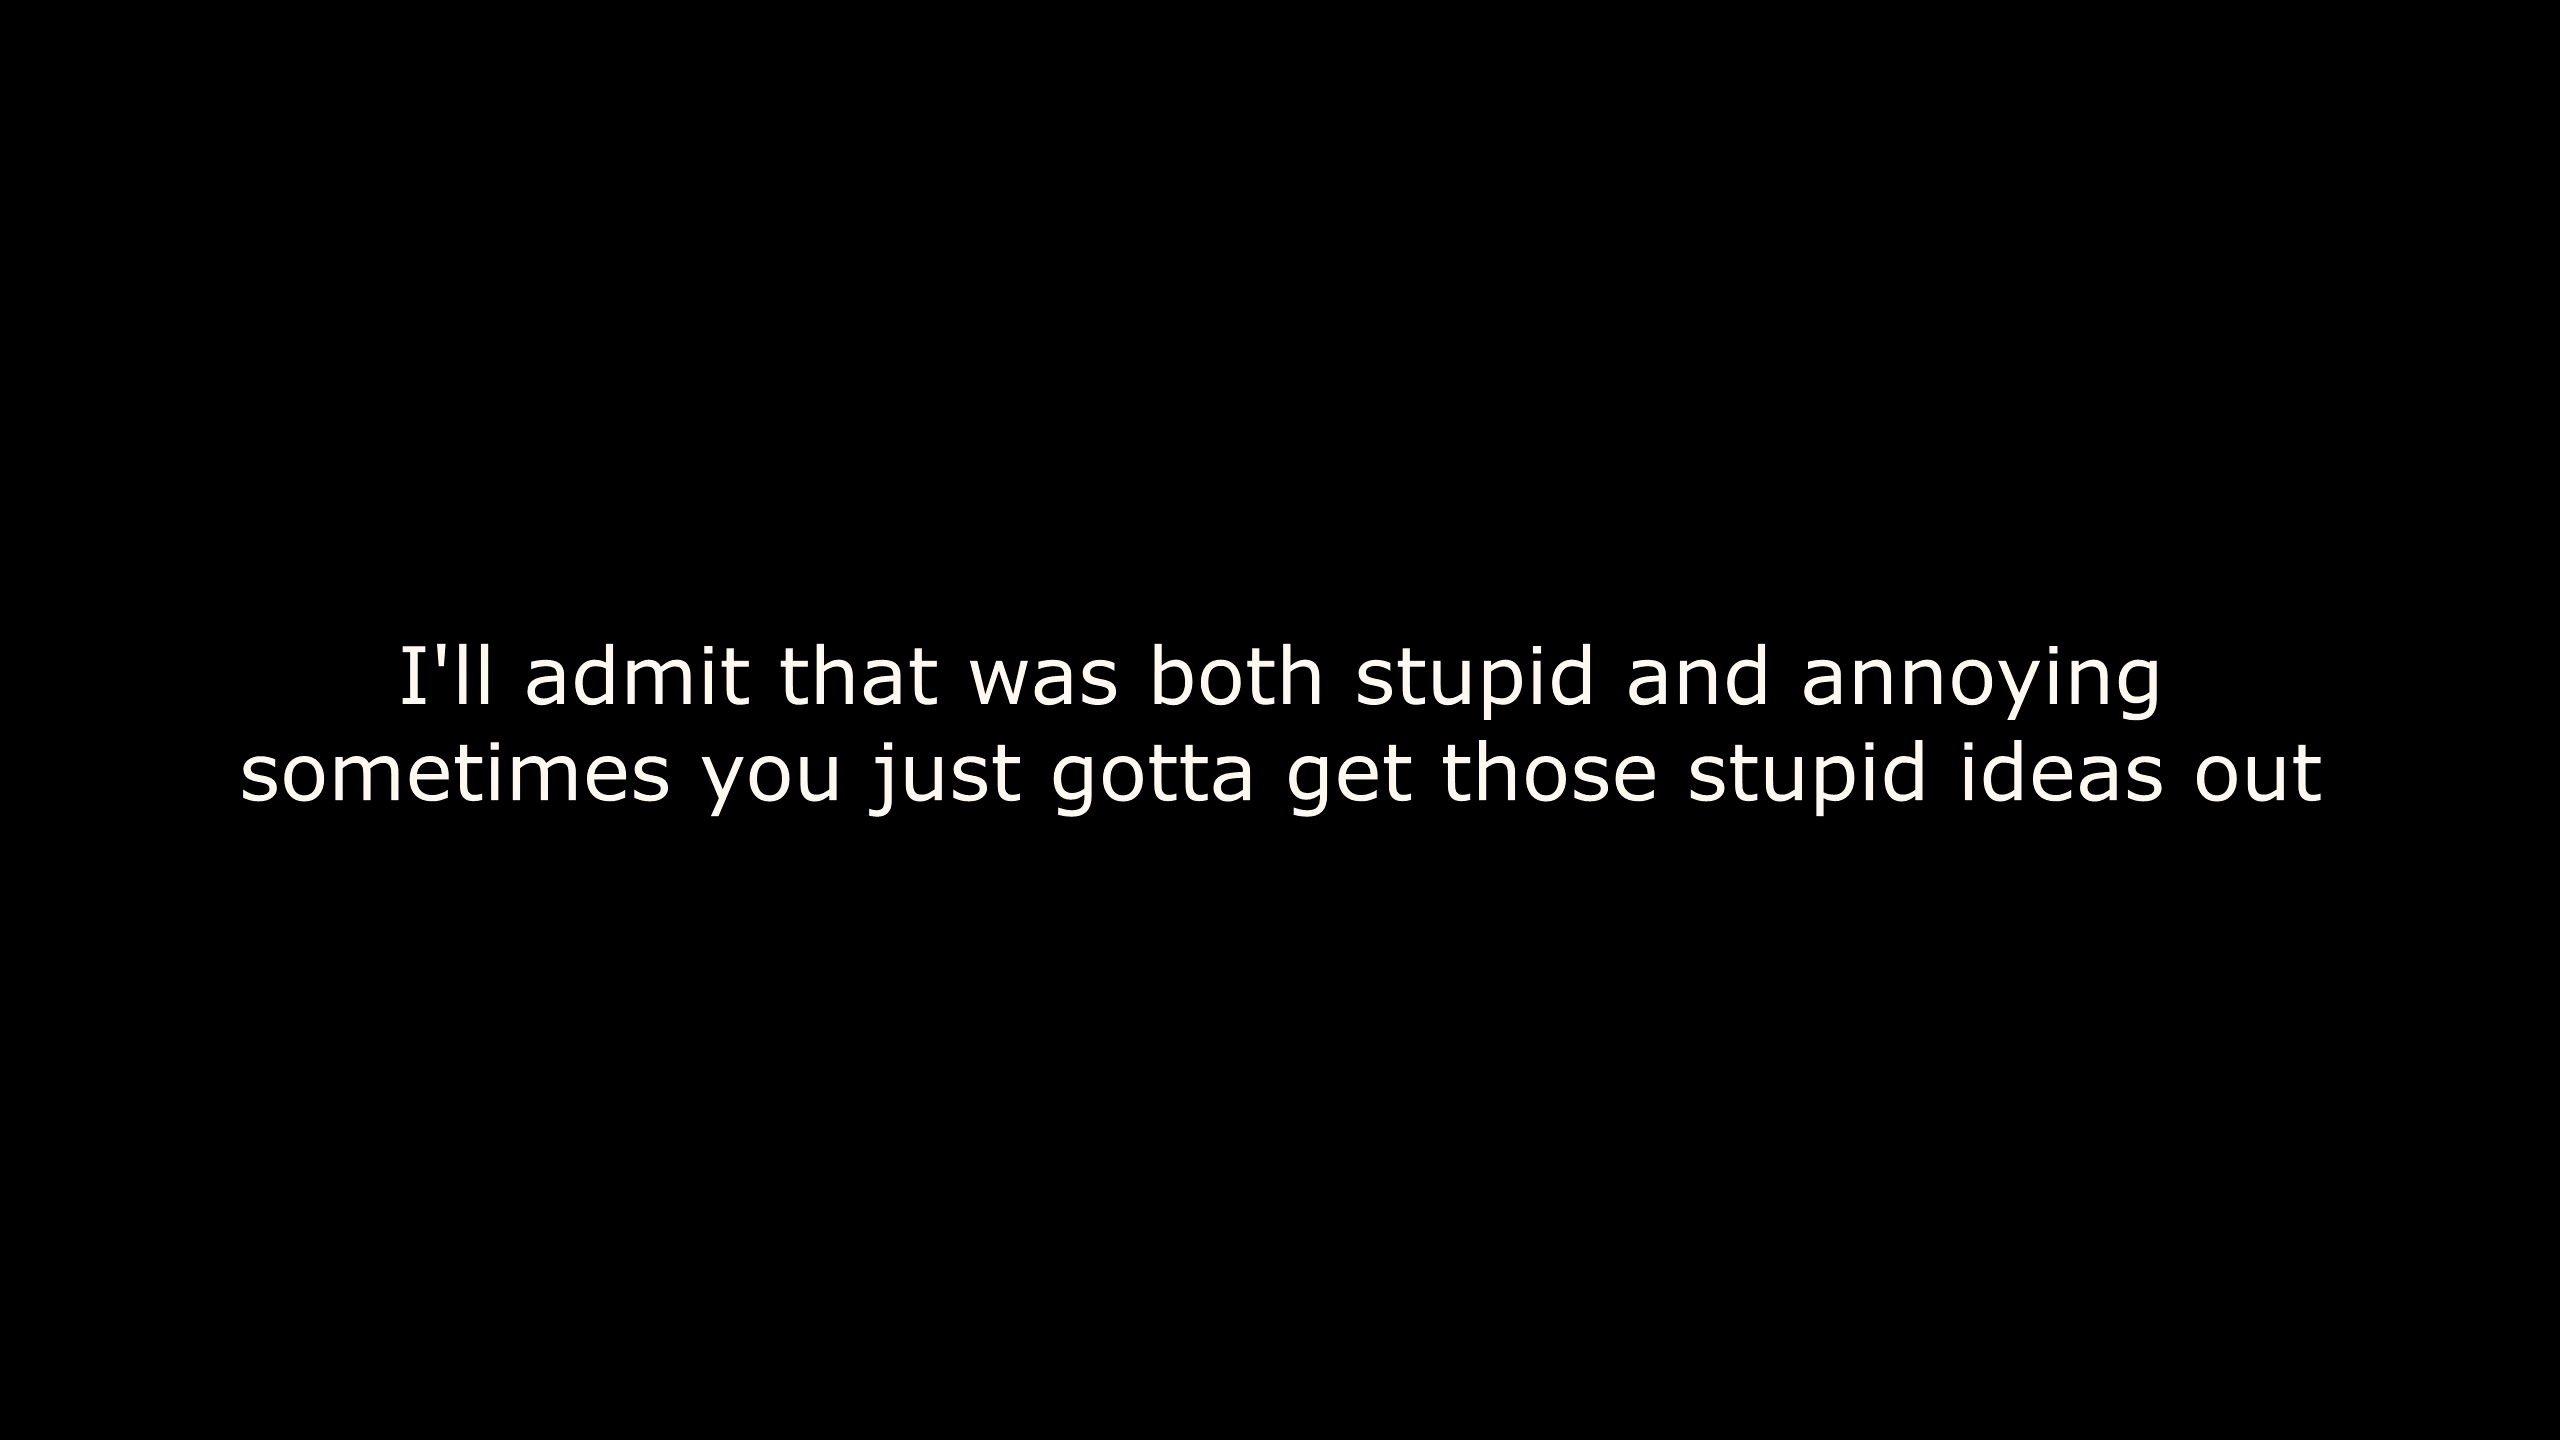 I'll admit that was both stupid and annoying
sometimes you just gotta get those stupid ideas out